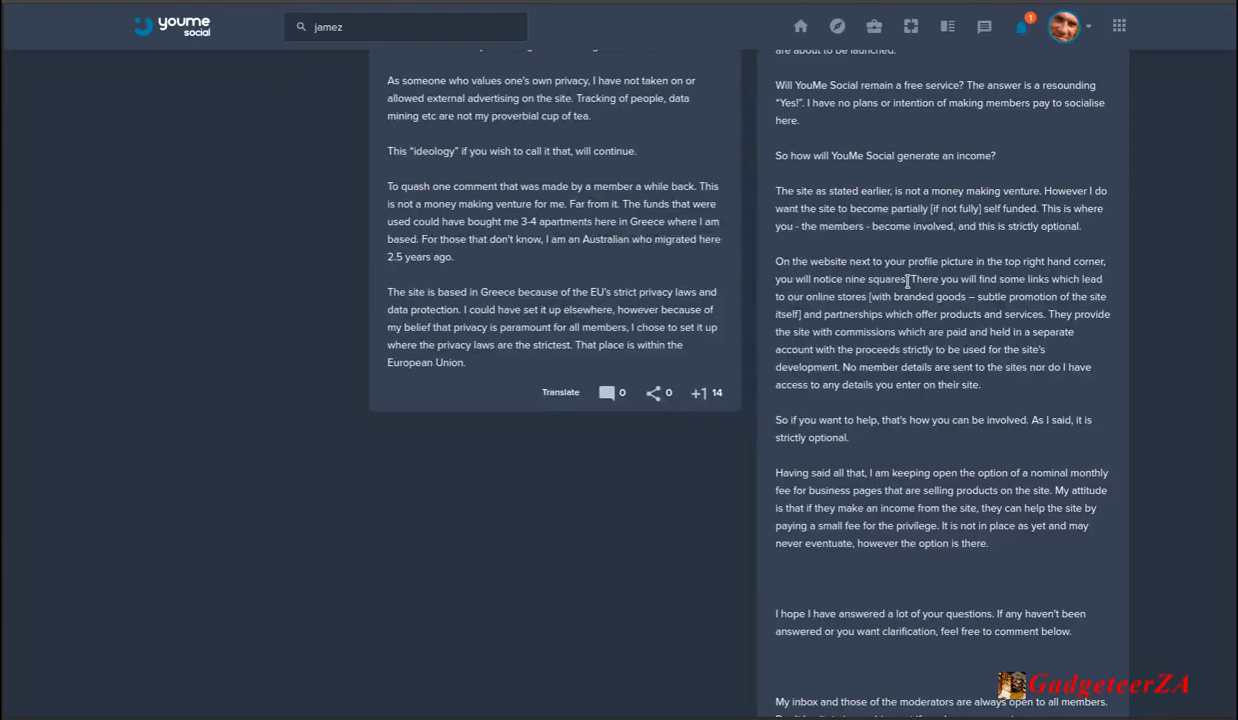 youme
social
jamez
1
As someone who values one's own privacy, I have not taken on or
allowed external advertising on the site. Tracking of people, data
mining etc are not my proverbial cup of tea.
This “ideology” if you wish to call it that, will continue.
To quash one comment that was made by a member a while back. This
is not a money making venture for me. Far from it. The funds that were
used could have bought me 3-4 apartments here in Greece where I am
based. For those that don't know, I am an Australian who migrated here
2.5 years ago.
The site is based in Greece because of the EU's strict privacy laws and
data protection. I could have set it up elsewhere, however because of
my belief that privacy is paramount for all members, I chose to set it up
where the privacy laws are the strictest. That place is within the
European Union.
Translate 0 0 +1 14
are about to be launched.
Will YouMe Social remain a free service? The answer is a resounding
“Yes!”. I have no plans or intention of making members pay to socialise
here.
So how will YouMe Social generate an income?
The site as stated earlier, is not a money making venture. However I do
want the site to become partially [if not fully] self funded. This is where
you - the members - become involved, and this is strictly optional.
On the website next to your profile picture in the top right hand corner,
you will notice nine squares. There you will find some links which lead
to our online stores [with branded goods – subtle promotion of the site
itself] and partnerships which offer products and services. They provide
the site with commissions which are paid and held in a separate
account with the proceeds strictly to be used for the site's
development. No member details are sent to the sites nor do I have
access to any details you enter on their site.
So if you want to help, that's how you can be involved. As I said, it is
strictly optional.
Having said all that, I am keeping open the option of a nominal monthly
fee for business pages that are selling products on the site. My attitude
is that if they make an income from the site, they can help the site by
paying a small fee for the privilege. It is not in place as yet and may
never eventuate, however the option is there.
I hope I have answered a lot of your questions. If any haven't been
answered or you want clarification, feel free to comment below.
My inbox and those of the moderators are always open to all members.
GadgeteerZA